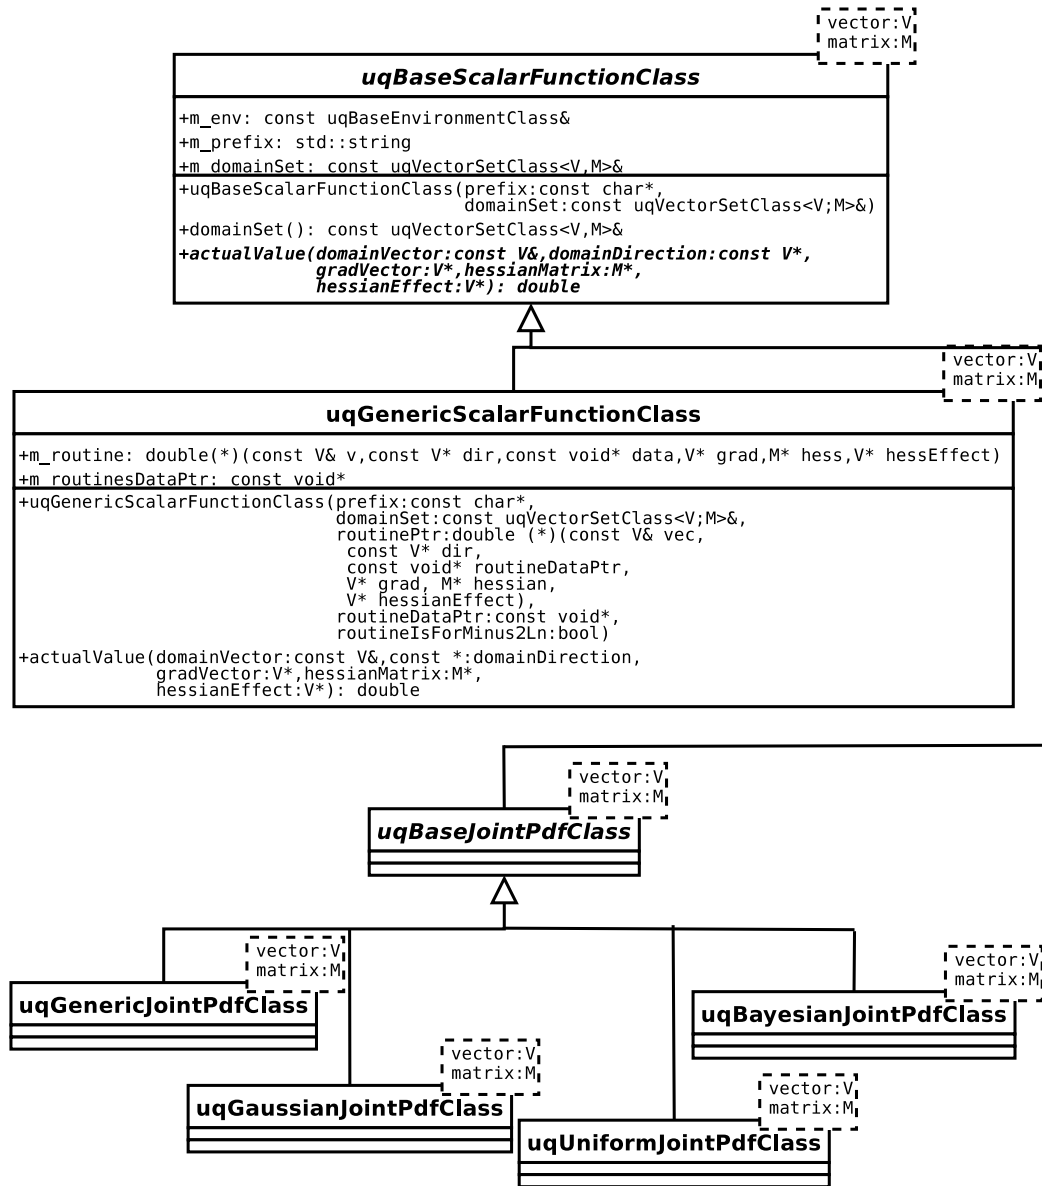 vector:V
matrix:M
uqBaseScalarFunctionClass
+m_env: const uqBaseEnvironmentClass&
+m_prefix: std::string
+m_domainSet: const uqVectorSetClass<V,M>&
+uqBaseScalarFunctionClass(prefix:const char*,
domainSet:const uqVectorSetClass<V;M>&)
+domainSet(): const uqVectorSetClass<V,M>&
+actualValue(domainVector:const V&,domainDirection:const V*,
gradVector:V*,hessianMatrix:M*,
hessianEffect:V*): double
vector:V
matrix:M
uqGenericScalarFunctionClass
+m_routine: double(*)(const V& v,const V* dir,const void* data,V* grad,M* hess,V* hessEffect)
+m_routinesDataPtr: const void*
+uqGenericScalarFunctionClass(prefix:const char*,
domainSet:const uqVectorSetClass<V;M>&,
routinePtr:double (*)(const V& vec,
const V* dir,
const void* routineDataPtr,
V* grad, M* hessian,
V* hessianEffect),
routineDataPtr:const void*,
routineIsForMinus2Ln:bool)
+actualValue(domainVector:const V&,const *:domainDirection,
gradVector:V*,hessianMatrix:M*,
hessianEffect:V*): double
vector:V
matrix:M
uqBaseJointPdfClass
vector:V
matrix:M
uqGenericJointPdfClass
vector:V
matrix:M
uqBayesianJointPdfClass
vector:V
matrix:M
uqGaussianJointPdfClass
vector:V
matrix:M
uqUniformJointPdfClass